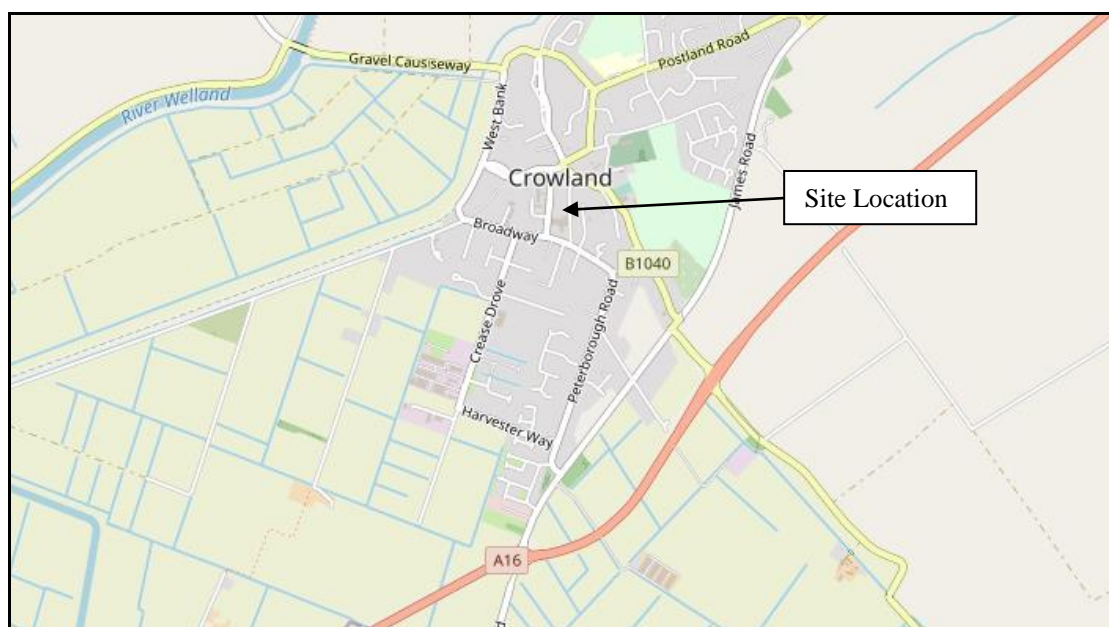 Gravel Causiseway
Postland Road
River Welland
West Bank
James Road
Crowland
Site Location
Broadway
B1040
Crease Drove
Peterborough Road
Harvester Way
A16